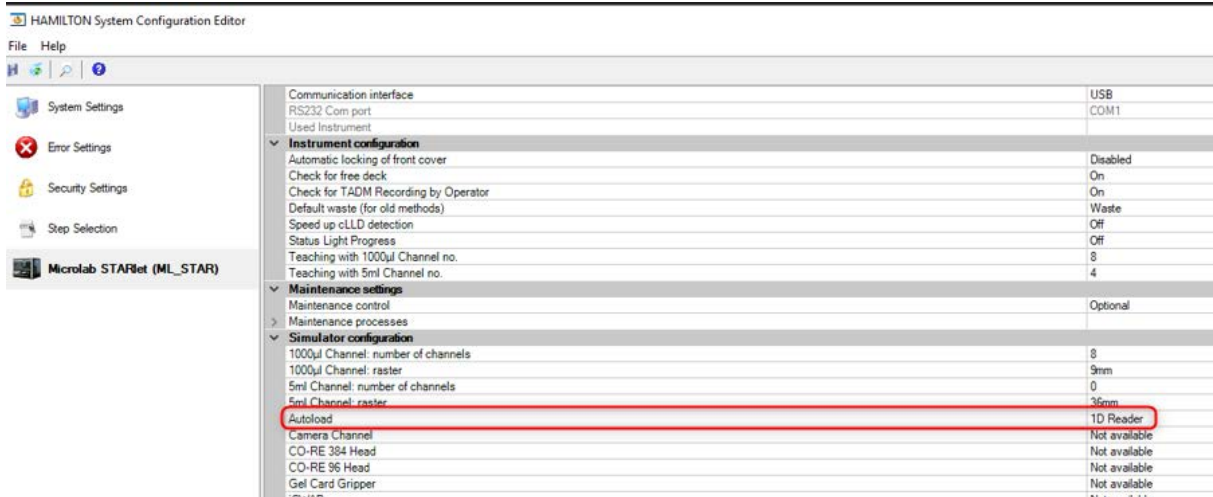 HAMILTON System Configuration Editor
File Help
System Settings
Error Settings
Security Settings
Step Selection
Microlab STARlet (ML_STAR)
Communication interface USB
RS232 Com port COM1
Used Instrument
Instrument configuration
Automatic locking of front cover Disabled
Check for free deck On
Check for TADM Recording by Operator On
Default waste (for old methods) Waste
Speed up cLLD detection Off
Status Light Progress Off
Teaching with 1000µl Channel no. 8
Teaching with 5ml Channel no. 4
Maintenance settings
Maintenance control Optional
Maintenance processes
Simulator configuration
1000µl Channel: number of channels 8
1000µl Channel: raster 9mm
5ml Channel: number of channels 0
5ml Channel: raster 36mm
Autoload 1D Reader
Camera Channel Not available
CO-RE 384 Head Not available
CO-RE 96 Head Not available
Gel Card Gripper Not available